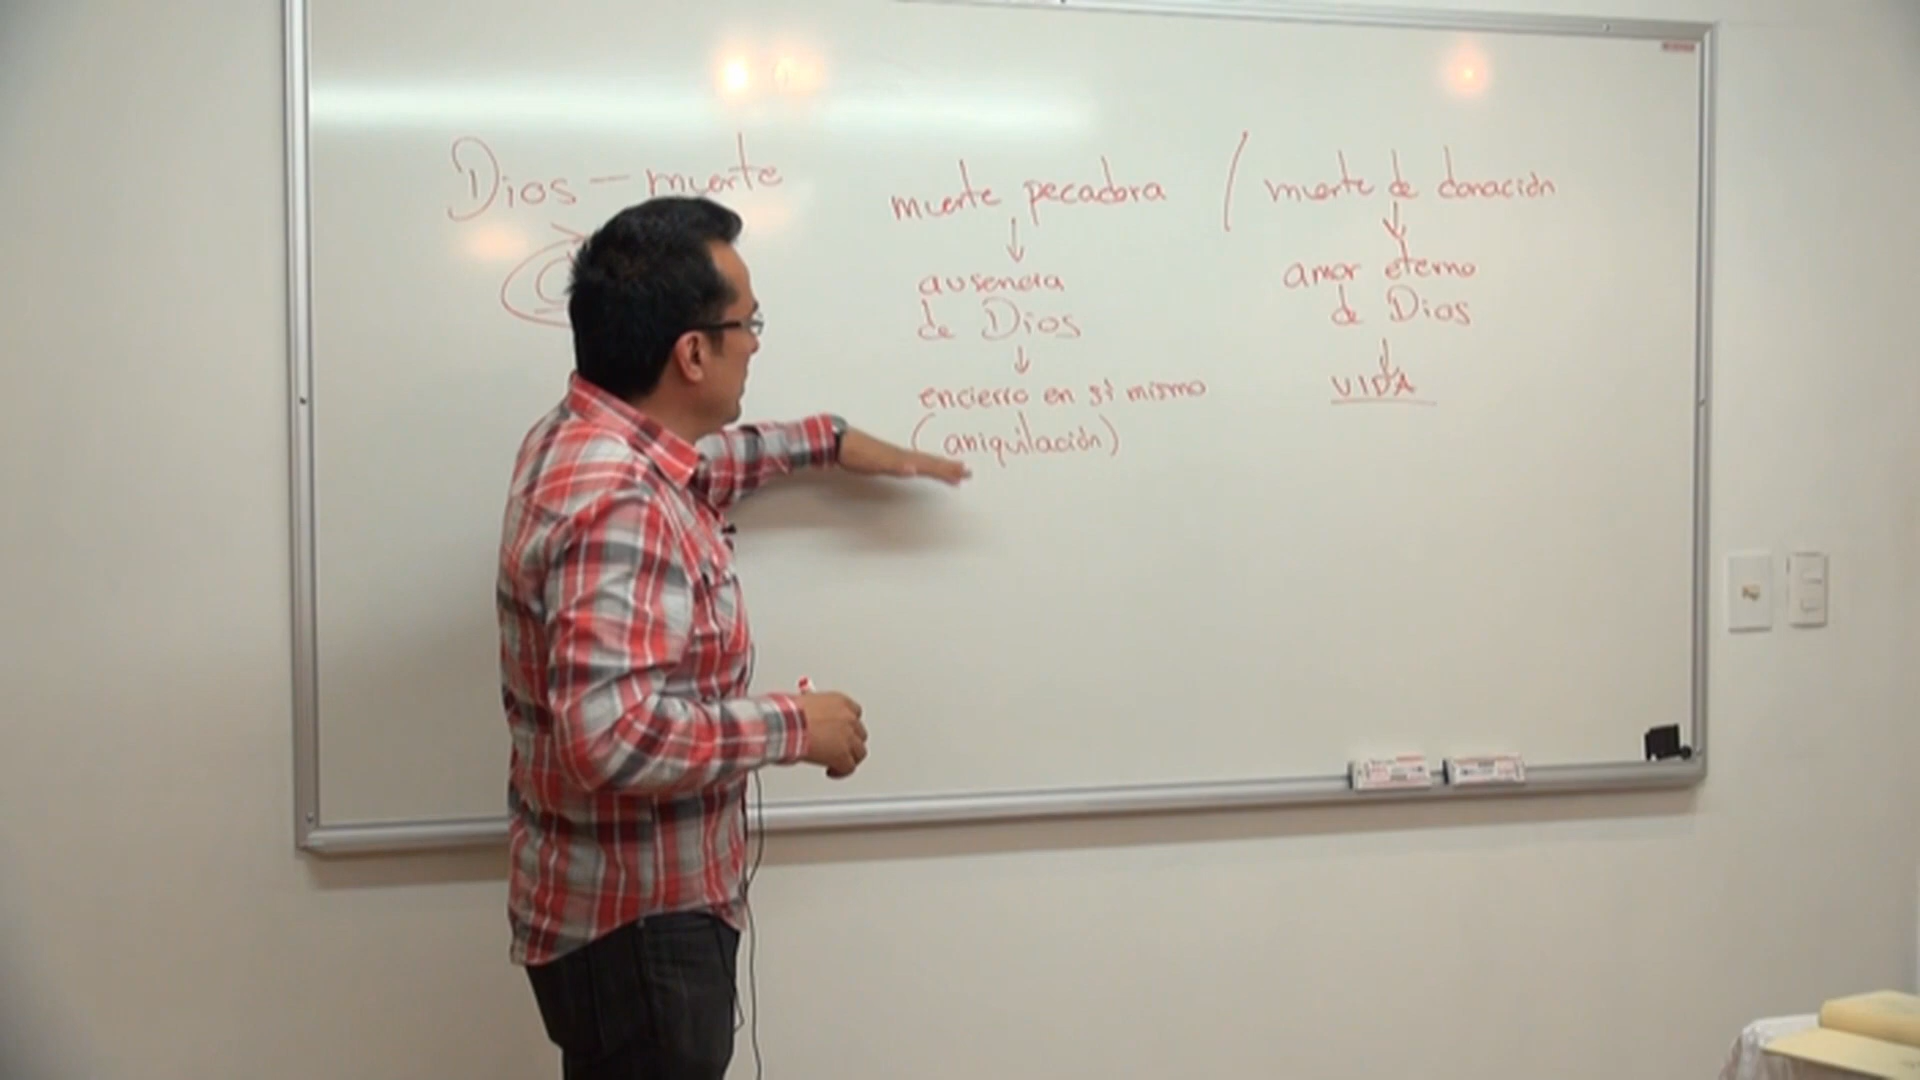 Dios – muerte
muerte pecadora / muerte de donación
ausencia
de Dios
encierro en sí mismo
(aniquilación)
amor eterno
de Dios
VIDA